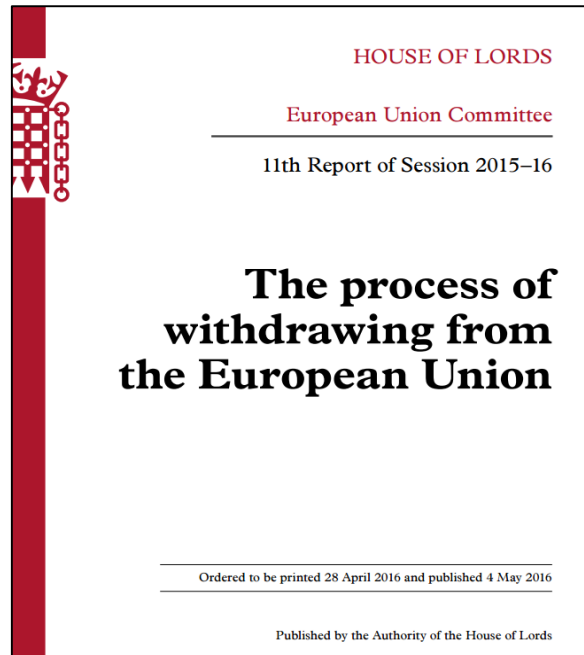 HOUSE OF LORDS
European Union Committee
11th Report of Session 2015–16
The process of
withdrawing from
the European Union
Ordered to be printed 28 April 2016 and published 4 May 2016
Published by the Authority of the House of Lords